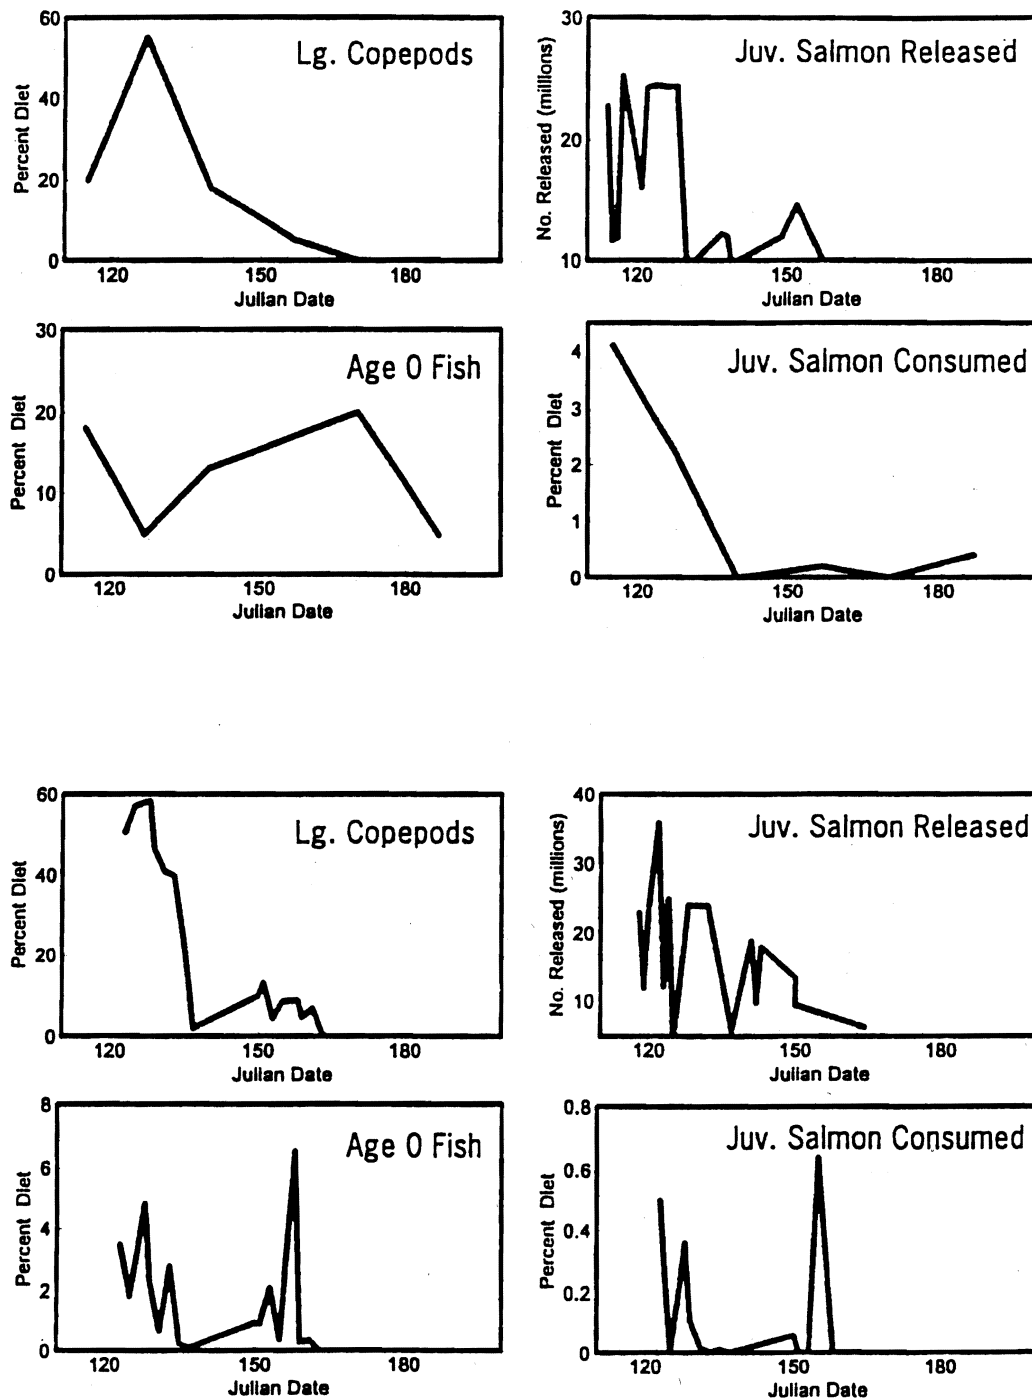 Lg. Copepods
Percent Diet
60
40
20
0
120 150 180
Julian Date
Juv. Salmon Released
No. Released (millions)
30
20
10
120 150 180
Julian Date
Age 0 Fish
Percent Diet
30
20
10
0
120 150 180
Julian Date
Juv. Salmon Consumed
Percent Diet
4
3
2
1
0
120 150 180
Julian Date
Lg. Copepods
Percent Diet
60
40
20
0
120 150 180
Julian Date
Juv. Salmon Released
No. Released (millions)
40
30
20
10
120 150 180
Julian Date
Age 0 Fish
Percent Diet
8
6
4
2
0
120 150 180
Julian Date
Juv. Salmon Consumed
Percent Diet
0.8
0.6
0.4
0.2
0
120 150 180
Julian Date